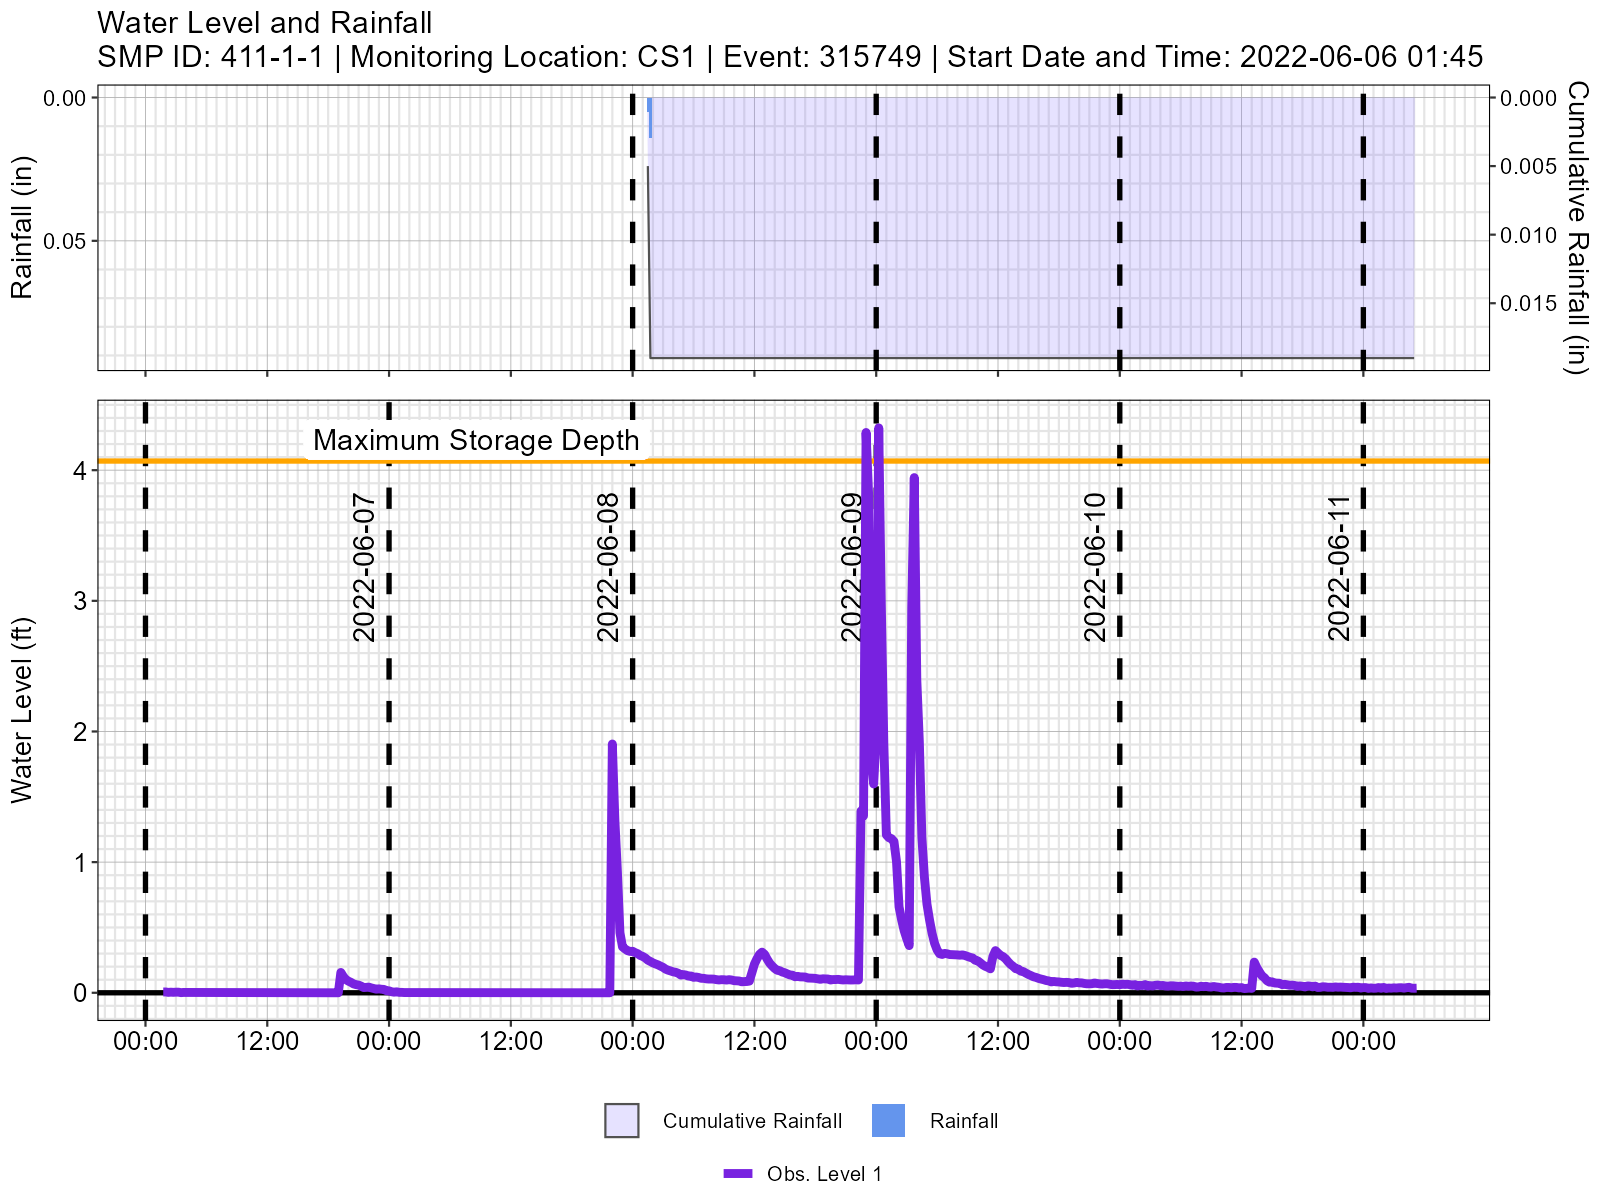 Water Level and Rainfall
SMP ID: 411-1-1 | Monitoring Location: CS1 | Event: 315749 | Start Date and Time: 2022-06-06 01:45
0.00
0.05
Rainfall (in)
0.000
0.005
0.010
0.015
Cumulative Rainfall (in)
Maximum Storage Depth
2022-06-07
2022-06-08
2022-06-09
2022-06-10
2022-06-11
4
3
2
1
0
Water Level (ft)
00:00 12:00 00:00 12:00 00:00 12:00 00:00 12:00 00:00 12:00 00:00
Cumulative Rainfall Rainfall
Obs. Level 1